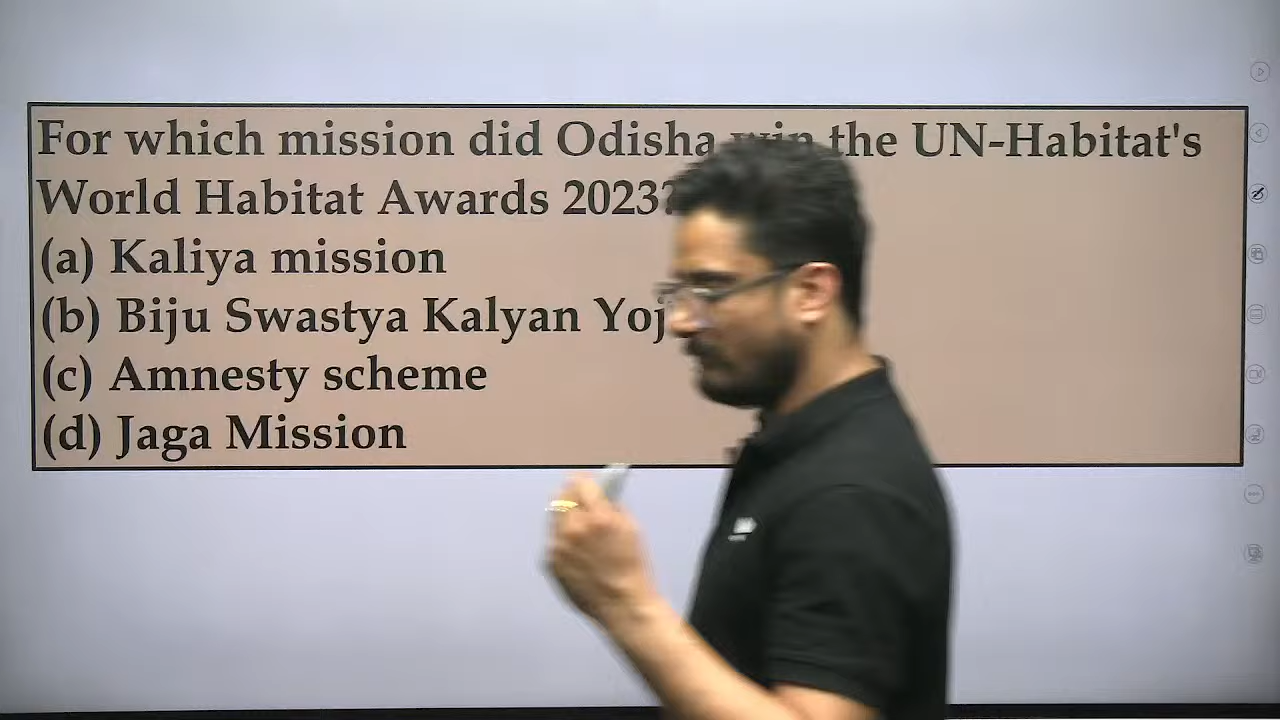 For which mission did Odisha win the UN-Habitat's
World Habitat Awards 2023?
(a) Kaliya mission
(b) Biju Swastya Kalyan
(c) Amnesty scheme
(d) Jaga Mission